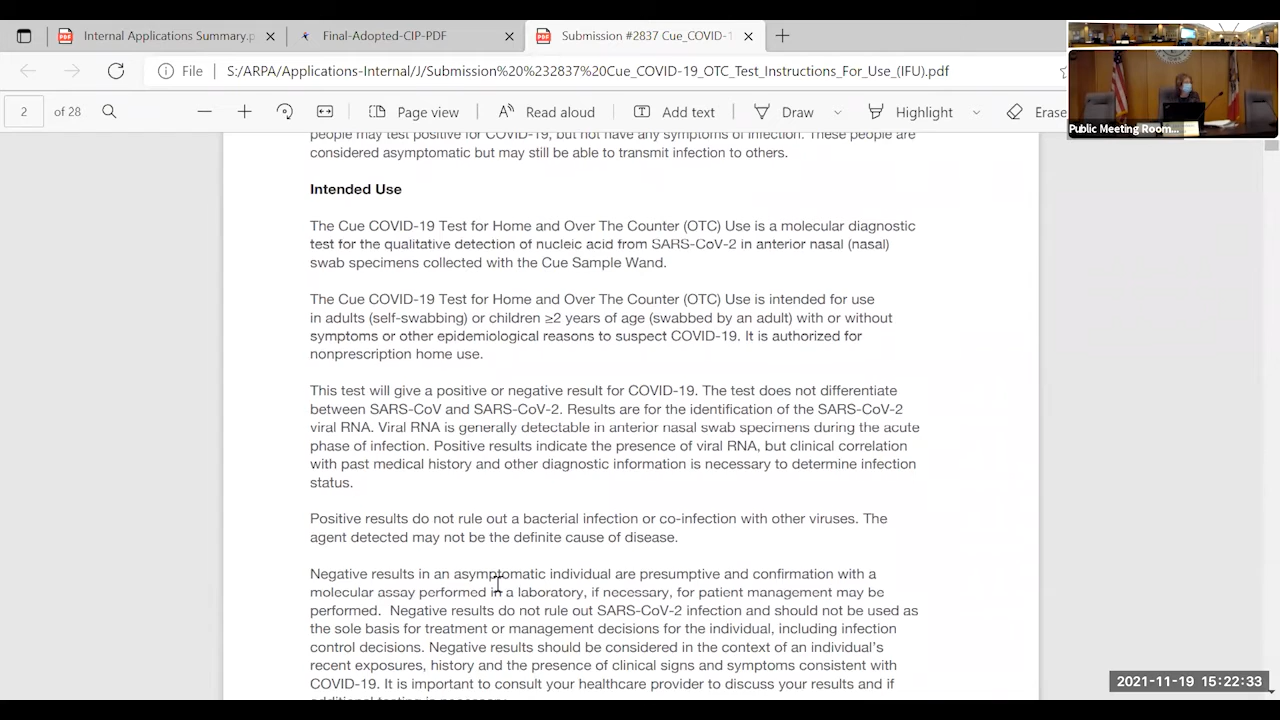 Internal Applications Summary.p
Final-Adopted-CIP-PDF
Submission #2837 Cue_COVID-1
File
S:/ARPA/Applications-Internal/J/Submission%20%232837%20Cue_COVID-19_OTC_Test_Instructions_For_Use_(IFU).pdf
2 of 28
Page view
Read aloud
Add text
Draw
Highlight
Erase
Public Meeting Room...
people may test positive for COVID-19, but not have any symptoms of infection. These people are
considered asymptomatic but may still be able to transmit infection to others.
Intended Use
The Cue COVID-19 Test for Home and Over The Counter (OTC) Use is a molecular diagnostic
test for the qualitative detection of nucleic acid from SARS-CoV-2 in anterior nasal (nasal)
swab specimens collected with the Cue Sample Wand.
The Cue COVID-19 Test for Home and Over The Counter (OTC) Use is intended for use
in adults (self-swabbing) or children ≥2 years of age (swabbed by an adult) with or without
symptoms or other epidemiological reasons to suspect COVID-19. It is authorized for
nonprescription home use.
This test will give a positive or negative result for COVID-19. The test does not differentiate
between SARS-CoV and SARS-CoV-2. Results are for the identification of the SARS-CoV-2
viral RNA. Viral RNA is generally detectable in anterior nasal swab specimens during the acute
phase of infection. Positive results indicate the presence of viral RNA, but clinical correlation
with past medical history and other diagnostic information is necessary to determine infection
status.
Positive results do not rule out a bacterial infection or co-infection with other viruses. The
agent detected may not be the definite cause of disease.
Negative results in an asymptomatic individual are presumptive and confirmation with a
molecular assay performed in a laboratory, if necessary, for patient management may be
performed. Negative results do not rule out SARS-CoV-2 infection and should not be used as
the sole basis for treatment or management decisions for the individual, including infection
control decisions. Negative results should be considered in the context of an individual's
recent exposures, history and the presence of clinical signs and symptoms consistent with
COVID-19. It is important to consult your healthcare provider to discuss your results and if
additional testing is necessary.
2021-11-19 15:22:33